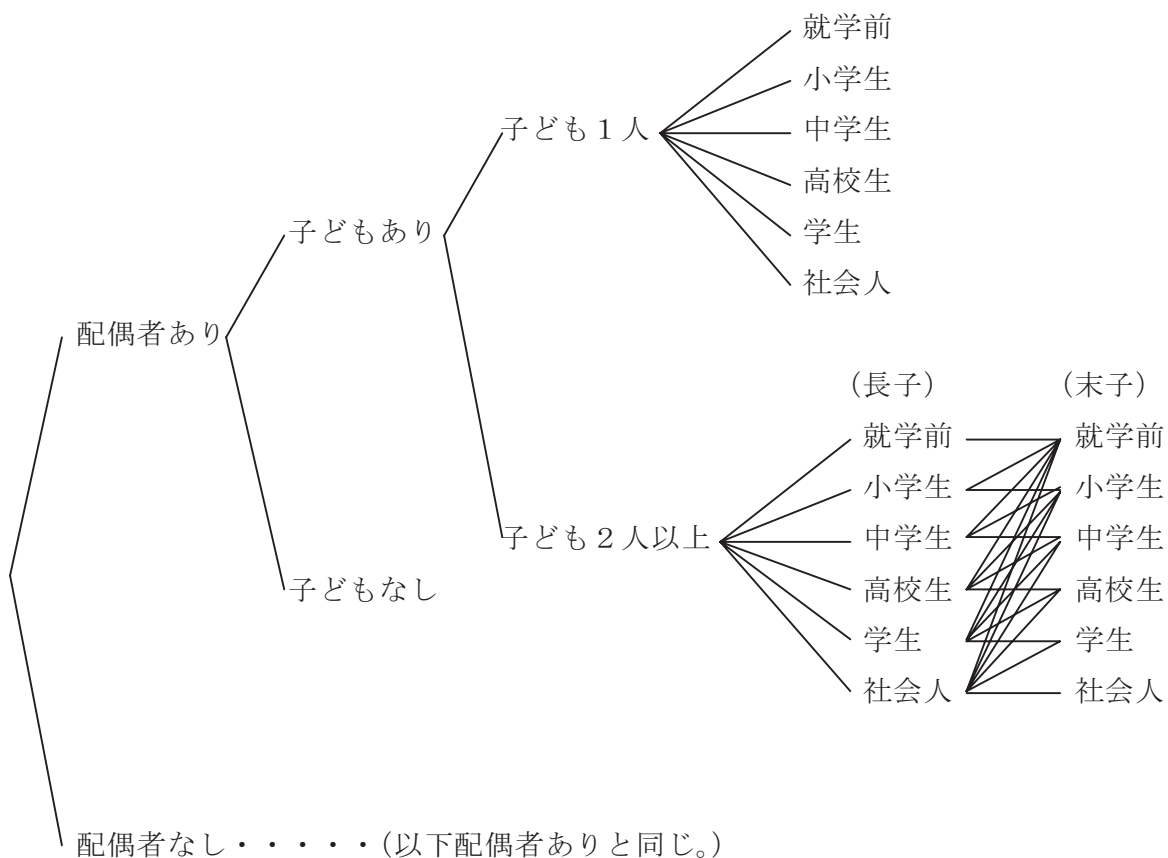 就学前
小学生
子ども１人
中学生
高校生
子どもあり
学生
社会人
配偶者あり
（長子）
（末子）
就学前
就学前
小学生
小学生
子ども２人以上
中学生
中学生
子どもなし
高校生
高校生
学生
学生
社会人
社会人
配偶者なし・・・・・(以下配偶者ありと同じ。)